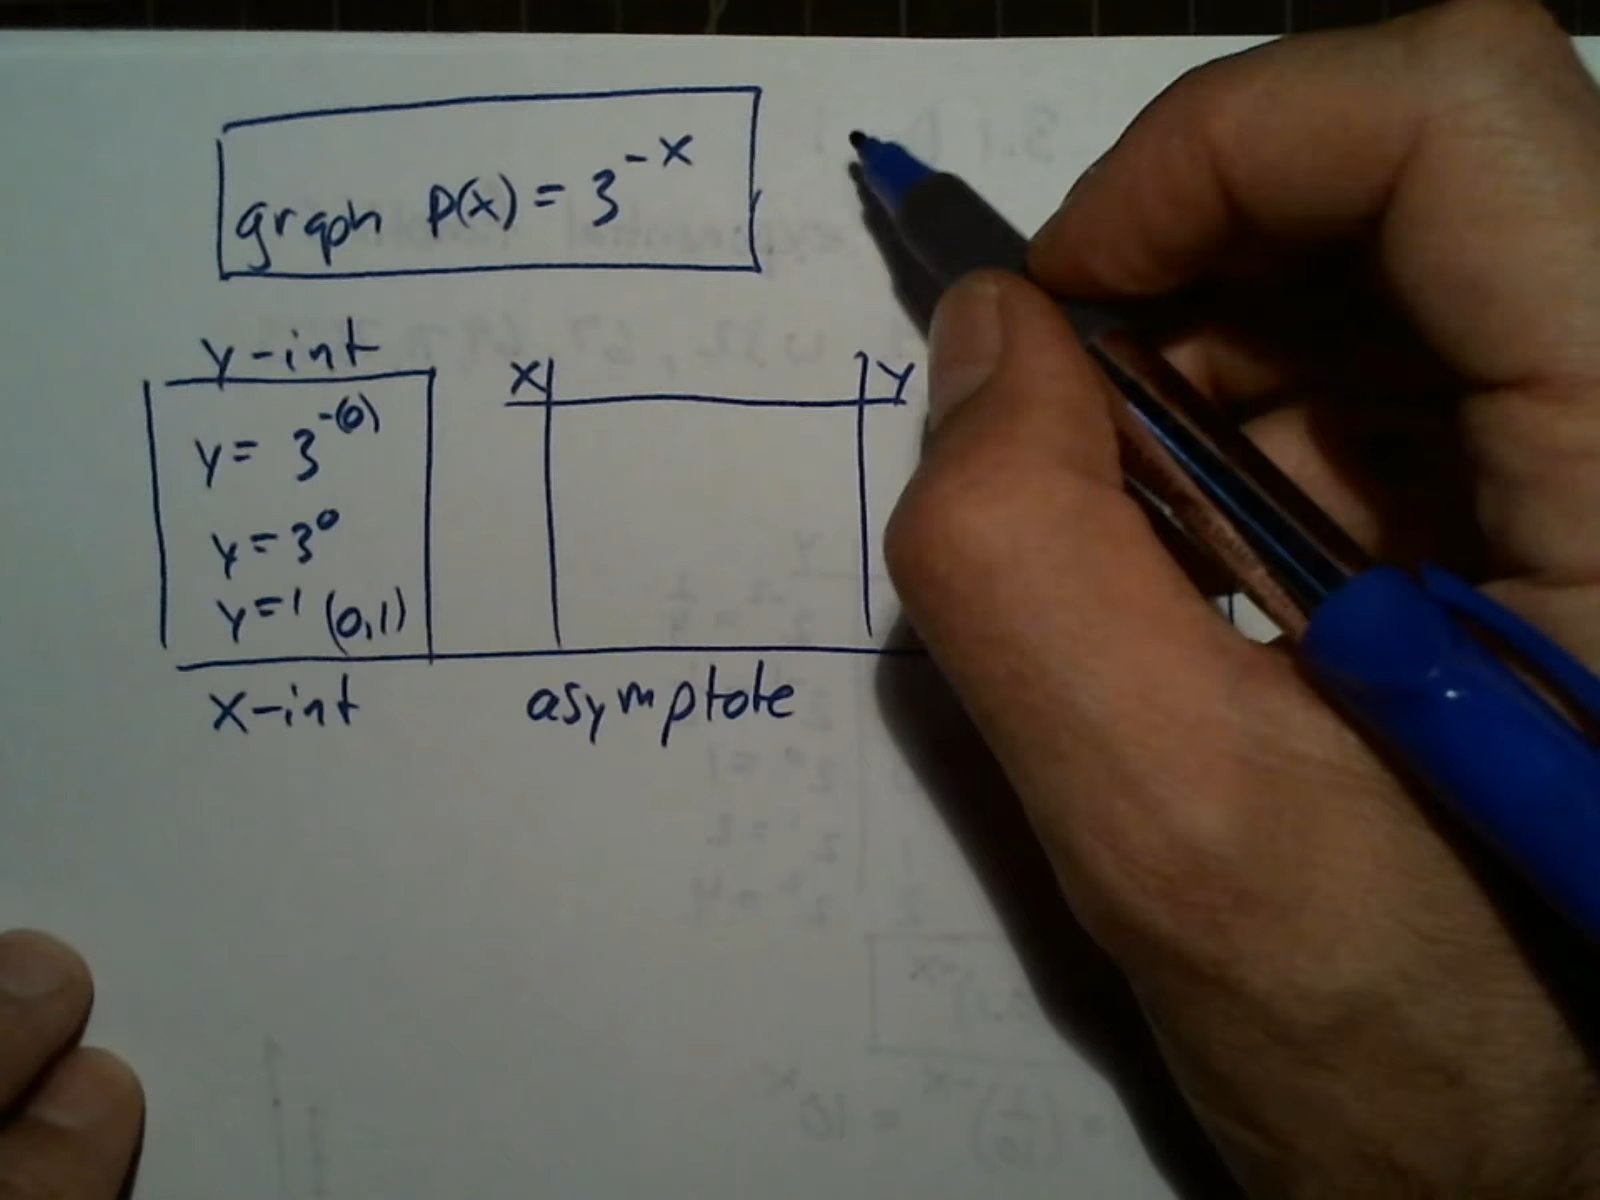 graph p(x) = 3^-x
y-int
y = 3^-(0)
y = 3^0
y = 1 (0,1)
x y
x-int asymptote